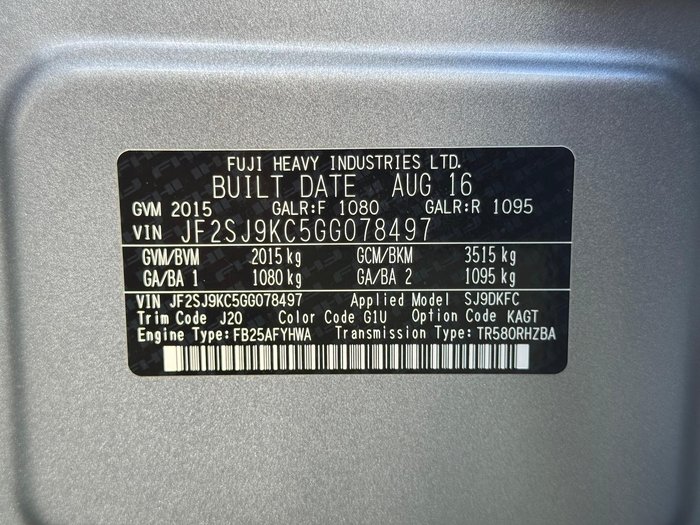 FUJI HEAVY INDUSTRIES LTD.
BUILT DATE AUG 16
GVM 2015 GALR:F 1080 GALR:R 1095
VIN JF2SJ9KC5GG078497
GVM/BVM 2015 kg GCM/BKM 3515 kg
GA/BA 1 1080 kg GA/BA 2 1095 kg
VIN JF2SJ9KC5GG078497 Applied Model SJ9DKFC
Trim Code J20 Color Code G1U Option Code KAGT
Engine Type: FB25AFYHWA Transmission Type: TR580RHZBA